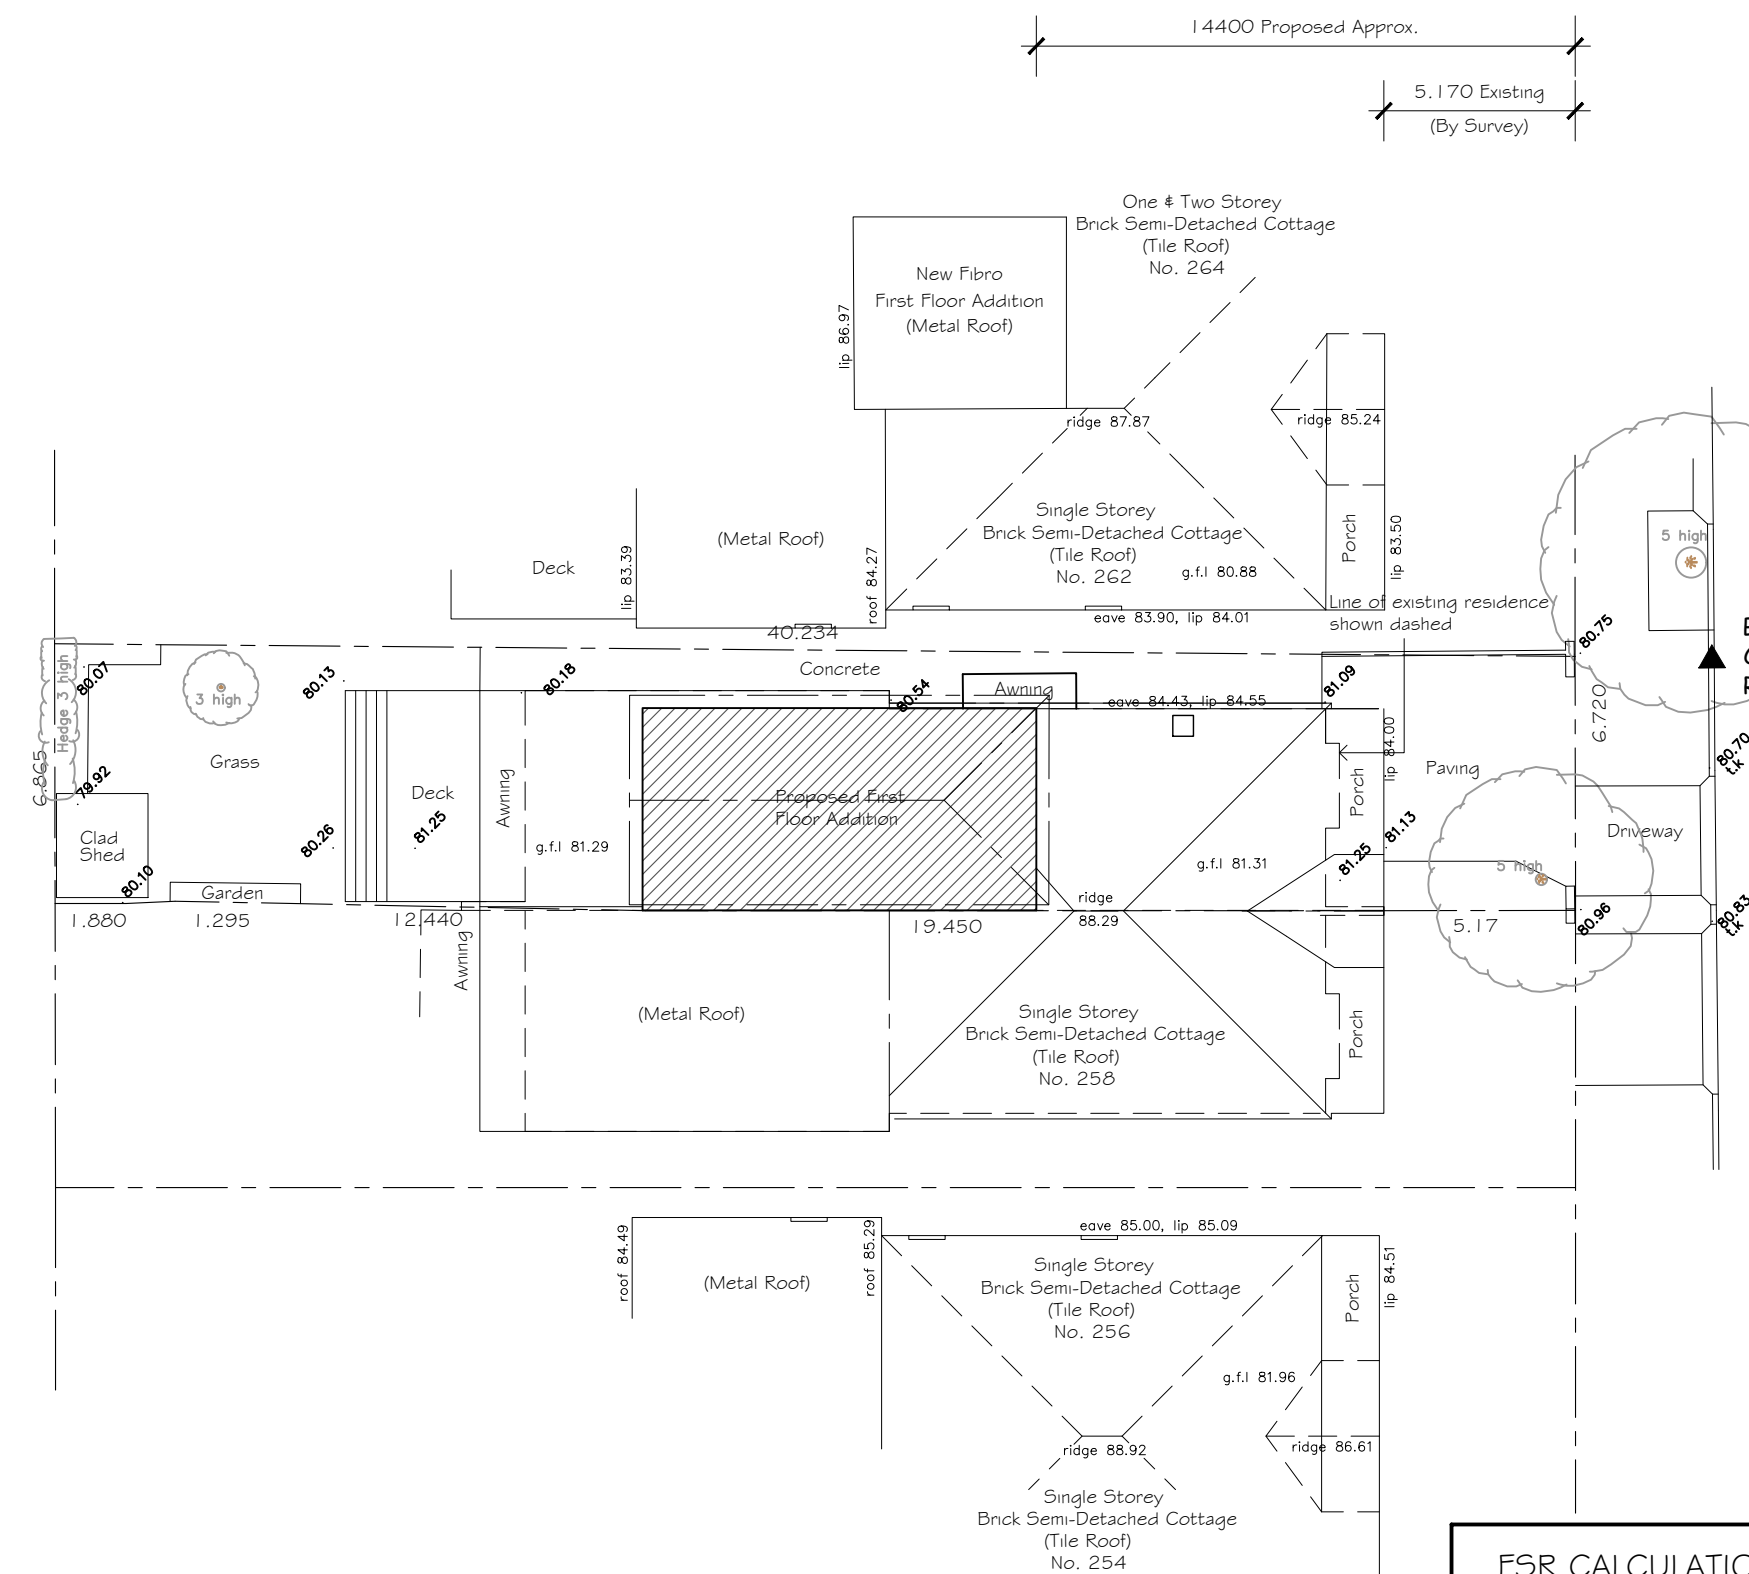 14400 Proposed Approx.
5.170 Existing
(By Survey)
One & Two Storey
Brick Semi-Detached Cottage
(Tile Roof)
No. 264
New Fibro
First Floor Addition
(Metal Roof)
lip 86.97
ridge 87.87
ridge 85.24
Single Storey
Brick Semi-Detached Cottage
(Tile Roof)
No. 262
g.f.l 80.88
Porch
lip 83.50
(Metal Roof)
Deck
lip 83.39
roof 84.27
5 high
eave 83.90, lip 84.01
Line of existing residence
shown dashed
40.234
80.75
Hedge 3 high
80.07
3 high
80.13
80.18
Concrete
80.54
Awning
eave 84.43, lip 84.55
81.09
6.720
6.865
79.92
Grass
Deck
Awning
Proposed First
Floor Addition
lip 84.00
Porch
Paving
80.70
t.k
Clad
Shed
80.26
81.25
g.f.l 81.29
g.f.l 81.31
81.25
81.13
Driveway
5 high
80.10
Garden
ridge
88.29
1.880
1.295
12.440
19.450
5.17
80.96
80.83
t.k
Awning
(Metal Roof)
Single Storey
Brick Semi-Detached Cottage
(Tile Roof)
No. 258
Porch
roof 84.49
roof 85.29
eave 85.00, lip 85.09
(Metal Roof)
Single Storey
Brick Semi-Detached Cottage
(Tile Roof)
No. 256
Porch
lip 84.51
g.f.l 81.96
ridge 88.92
ridge 86.61
Single Storey
Brick Semi-Detached Cottage
(Tile Roof)
No. 254
FSR CALCULATIO